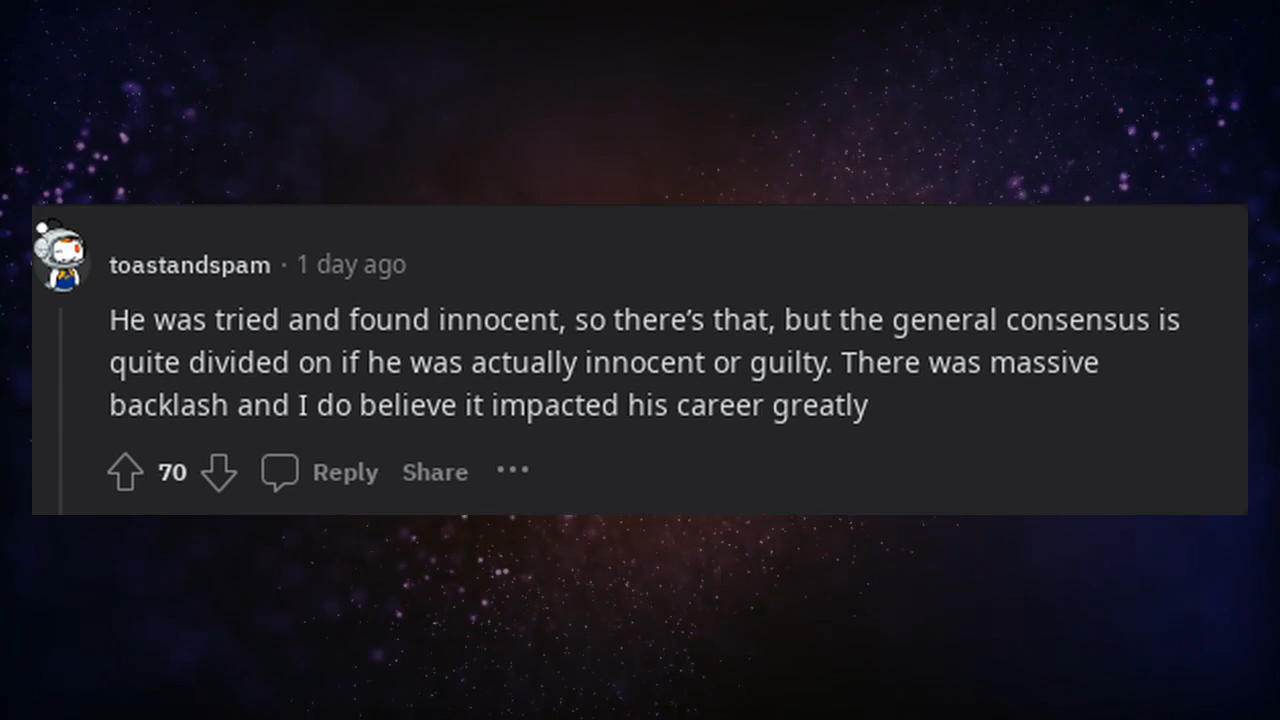 toastandspam · 1 day ago
He was tried and found innocent, so there’s that, but the general consensus is
quite divided on if he was actually innocent or guilty. There was massive
backlash and I do believe it impacted his career greatly
70 Reply Share •••